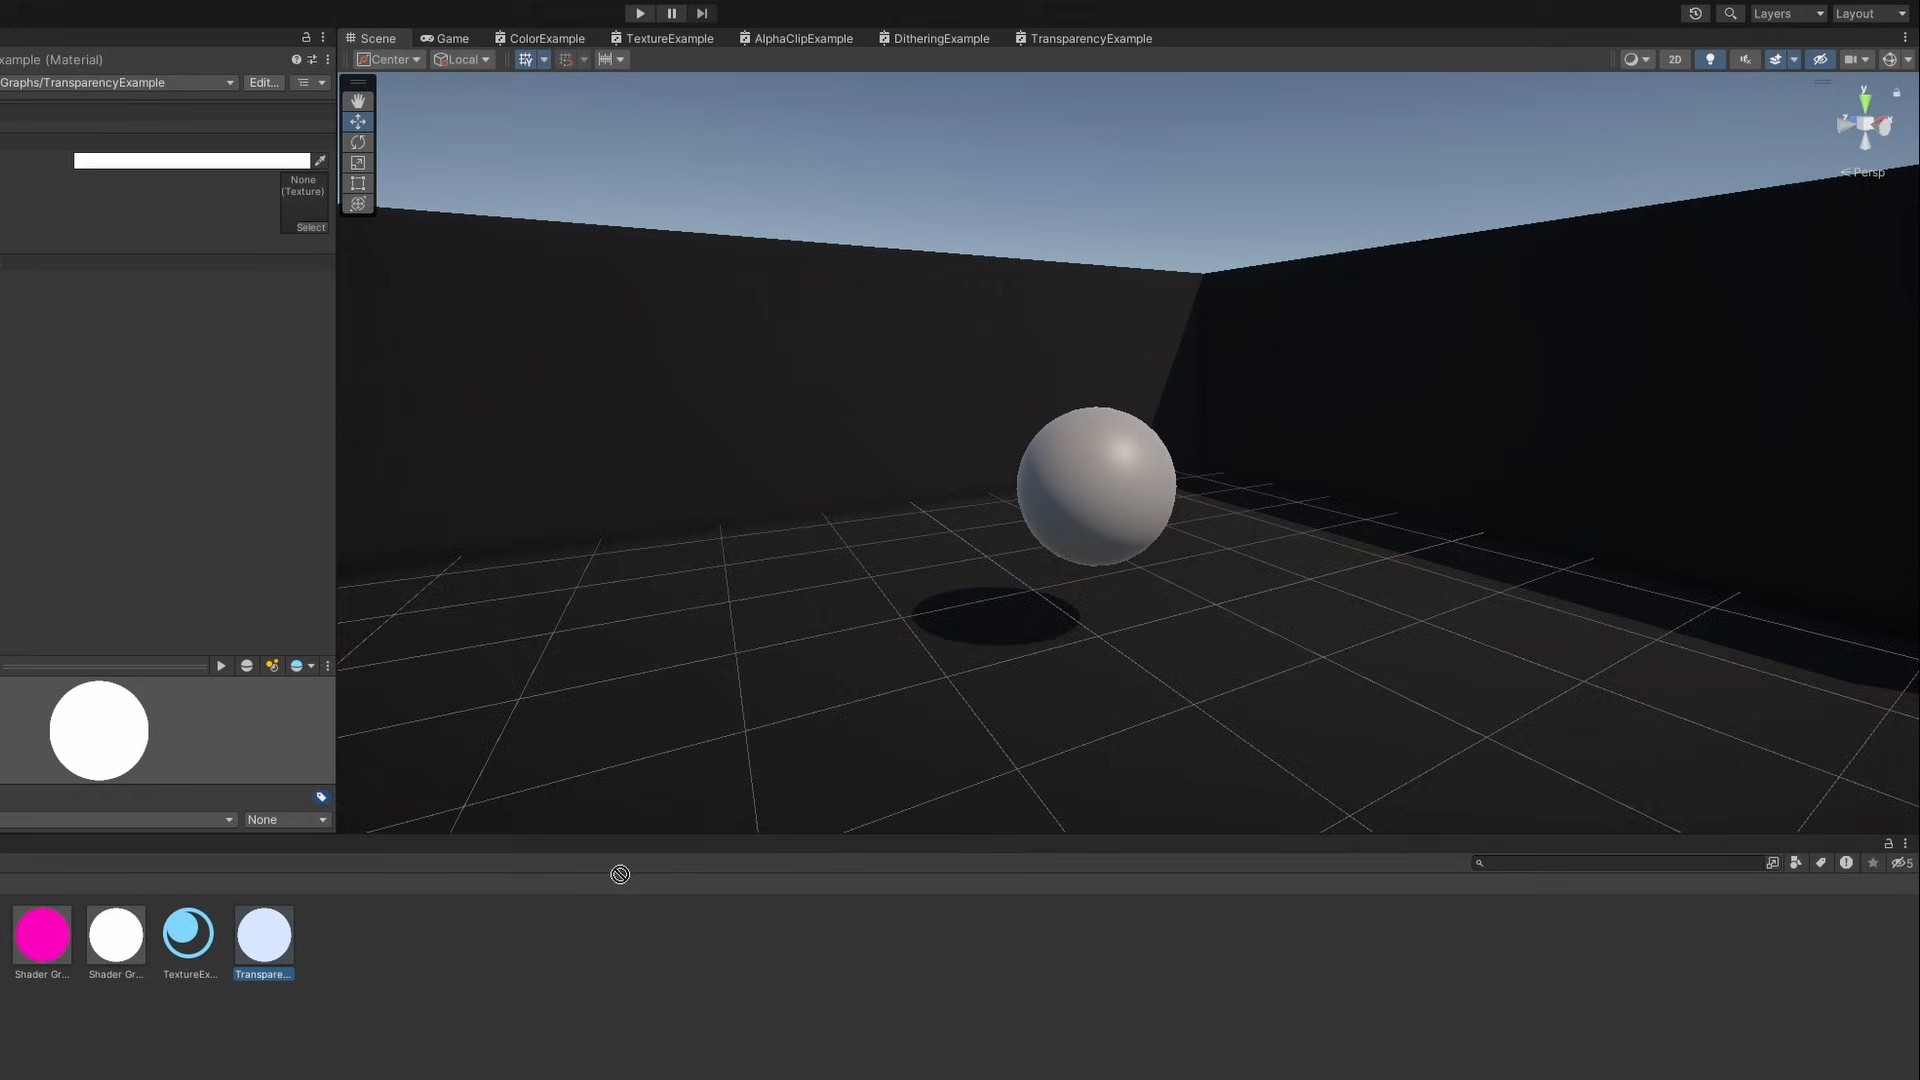 Layers
Layout
Scene
Game
ColorExample
TextureExample
AlphaClipExample
DitheringExample
TransparencyExample
xample (Material)
Center
Local
2D
Graphs/TransparencyExample
Edit...
y
z
x
Persp
None
(Texture)
Select
None
5
Shader Gr...
Shader Gr...
TextureEx...
Transpare...